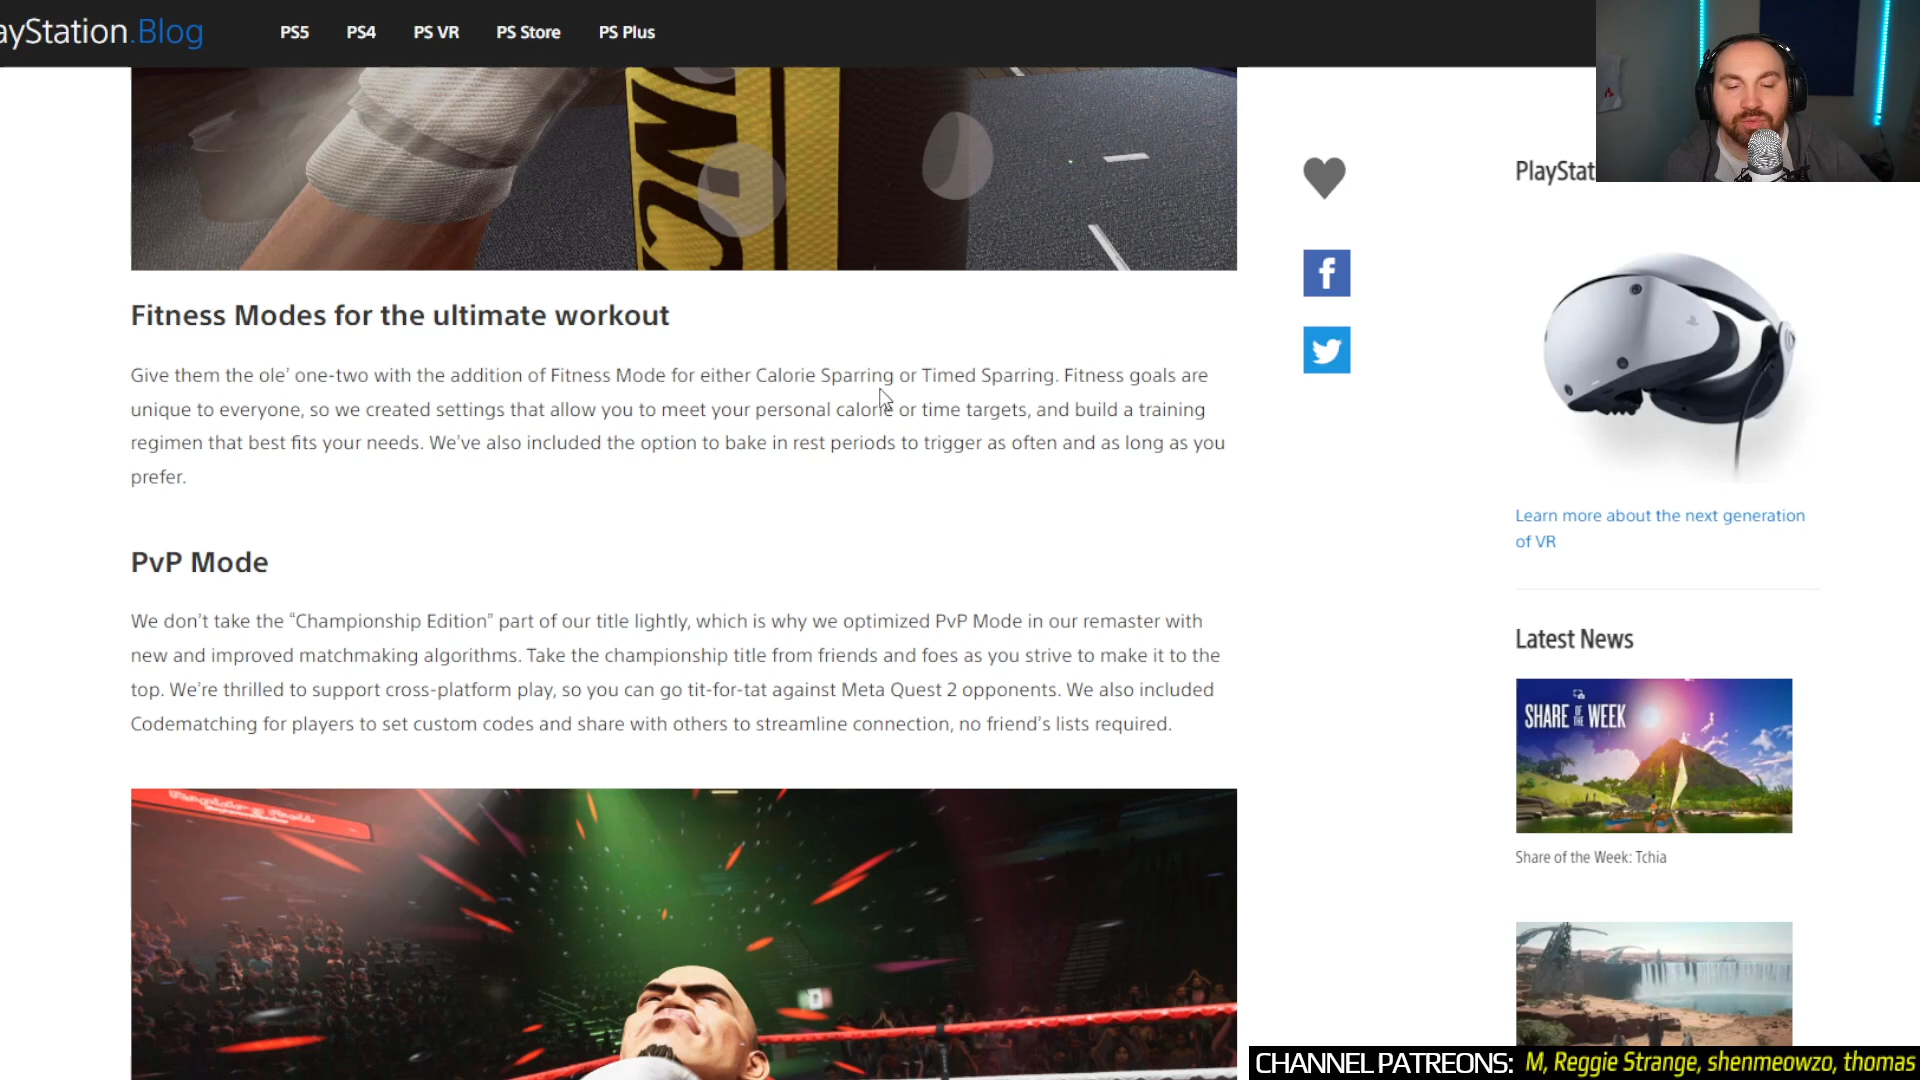 ayStation.Blog
PS5 PS4 PS VR PS Store PS Plus
Fitness Modes for the ultimate workout
Give them the ole’ one-two with the addition of Fitness Mode for either Calorie Sparring or Timed Sparring. Fitness goals are
unique to everyone, so we created settings that allow you to meet your personal calorie or time targets, and build a training
regimen that best fits your needs. We’ve also included the option to bake in rest periods to trigger as often and as long as you
prefer.
PvP Mode
We don’t take the “Championship Edition” part of our title lightly, which is why we optimized PvP Mode in our remaster with
new and improved matchmaking algorithms. Take the championship title from friends and foes as you strive to make it to the
top. We’re thrilled to support cross-platform play, so you can go tit-for-tat against Meta Quest 2 opponents. We also included
Codematching for players to set custom codes and share with others to streamline connection, no friend’s lists required.
PlayStat
Learn more about the next generation
of VR
Latest News
SHARE OF THE WEEK
Share of the Week: Tchia
CHANNEL PATREONS: M, Reggie Strange, shenmeowzo, thomas